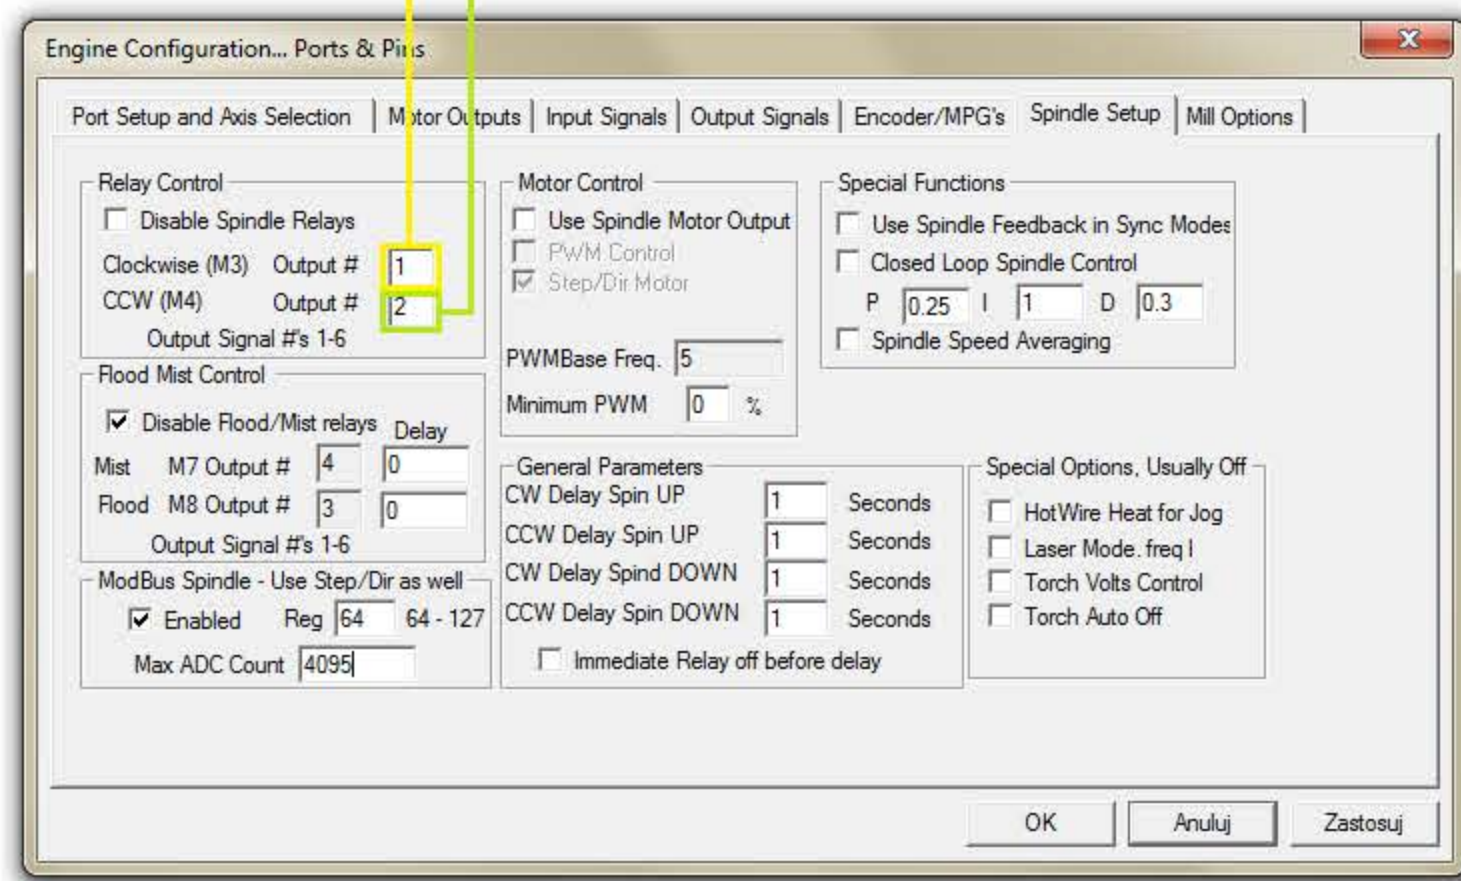 Engine Configuration... Ports & Pins
Port Setup and Axis Selection
Motor Outputs
Input Signals
Output Signals
Encoder/MPG's
Spindle Setup
Mill Options
Relay Control
Disable Spindle Relays
Clockwise (M3) Output # 1
CCW (M4) Output # 2
Output Signal #'s 1-6
Flood Mist Control
Disable Flood/Mist relays Delay
Mist M7 Output # 4 0
Flood M8 Output # 3 0
Output Signal #'s 1-6
ModBus Spindle - Use Step/Dir as well
Enabled Reg 64 64 - 127
Max ADC Count 4095
Motor Control
Use Spindle Motor Output
PWM Control
Step/Dir Motor
PWMBase Freq. 5
Minimum PWM 0 %
General Parameters
CW Delay Spin UP 1 Seconds
CCW Delay Spin UP 1 Seconds
CW Delay Spind DOWN 1 Seconds
CCW Delay Spin DOWN 1 Seconds
Immediate Relay off before delay
Special Functions
Use Spindle Feedback in Sync Modes
Closed Loop Spindle Control
P 0.25 I 1 D 0.3
Spindle Speed Averaging
Special Options, Usually Off
HotWire Heat for Jog
Laser Mode. freq I
Torch Volts Control
Torch Auto Off
OK
Anuluj
Zastosuj